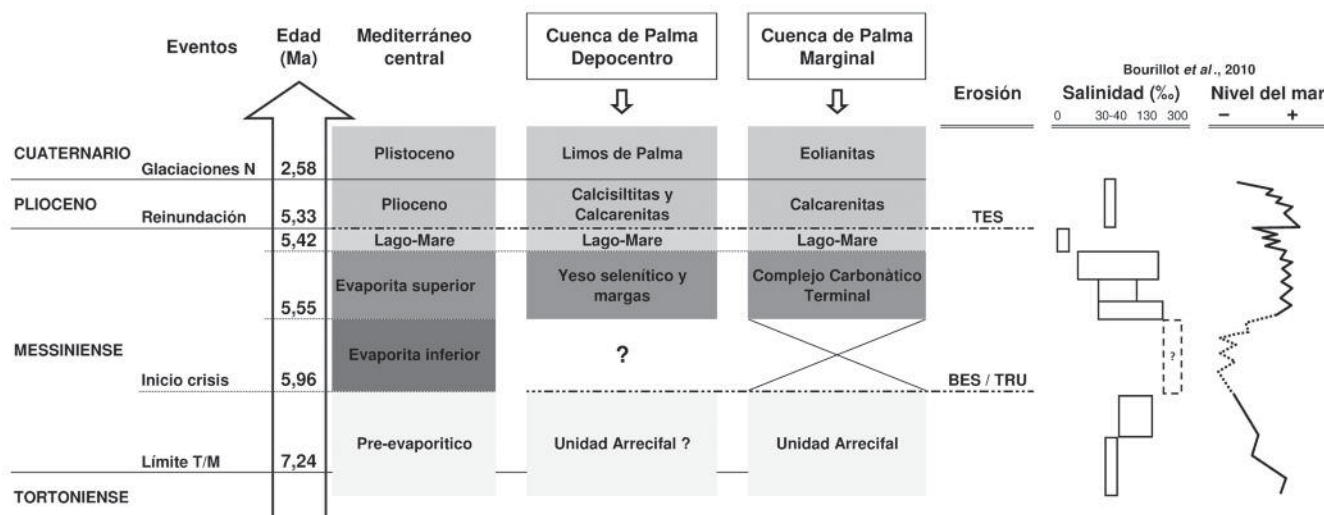 Eventos
Edad
(Ma)
Mediterráneo
central
Cuenca de Palma
Depocentro
Cuenca de Palma
Marginal
Erosión
Bourillot et al., 2010
Salinidad (‰)
Nivel del mar
0 30-40 130 300
− +
CUATERNARIO
Glaciaciones N 2,58
Plistoceno
Limos de Palma
Eolianitas
PLIOCENO
Reinundación 5,33
Plioceno
Calcisiltitas y
Calcarenitas
Calcarenitas
TES
5,42
Lago-Mare
Lago-Mare
Lago-Mare
Evaporita superior
Yeso selenítico y
margas
Complejo Carbonàtico
Terminal
5,55
MESSINIENSE
Evaporita inferior
?
?
Inicio crisis 5,96
BES / TRU
Pre-evaporitico
Unidad Arrecifal ?
Unidad Arrecifal
Límite T/M 7,24
TORTONIENSE